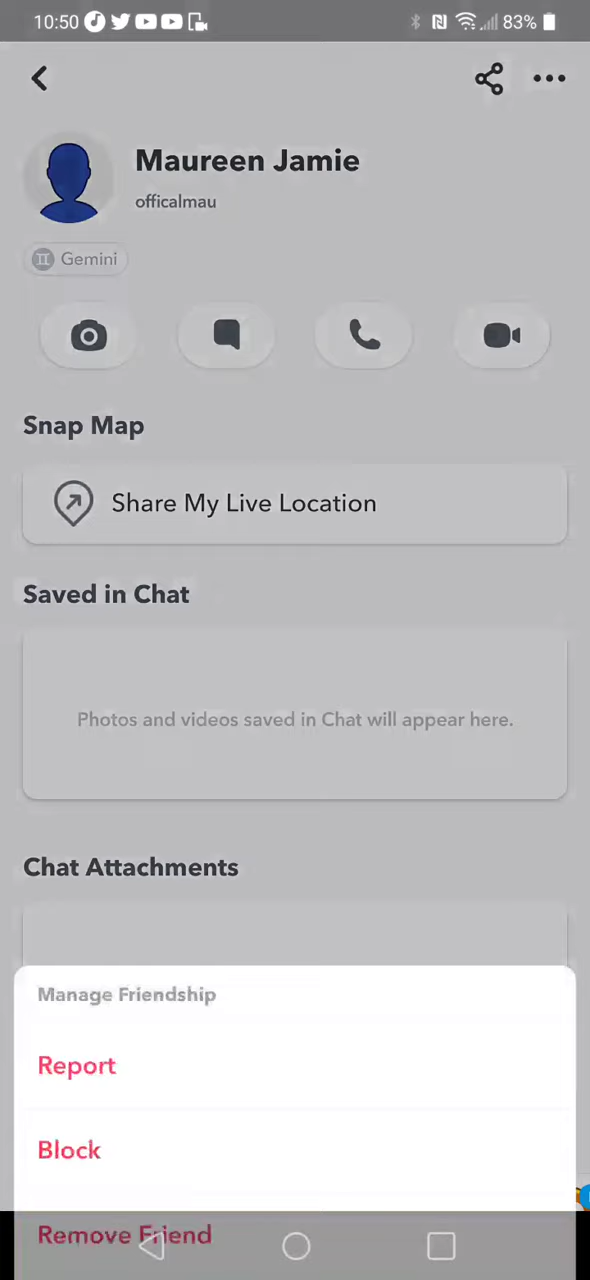 10:50 83%
Maureen Jamie
officalmau
Gemini
Snap Map
Share My Live Location
Saved in Chat
Photos and videos saved in Chat will appear here.
Chat Attachments
Manage Friendship
Report
Block
Remove Friend